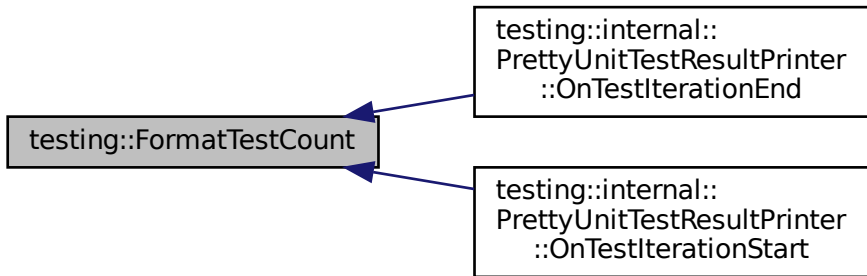 testing::FormatTestCount
testing::internal::
PrettyUnitTestResultPrinter
::OnTestIterationEnd
testing::internal::
PrettyUnitTestResultPrinter
::OnTestIterationStart